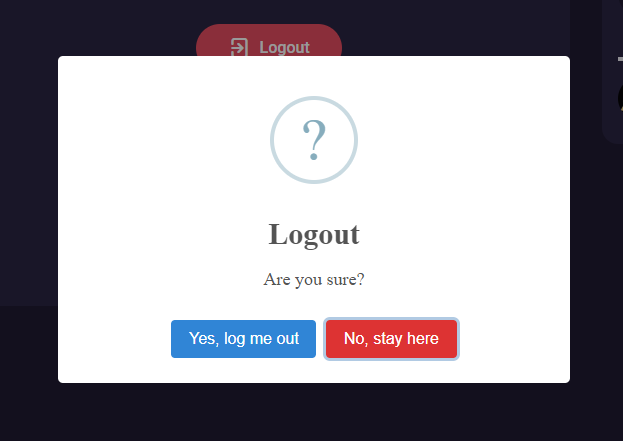 Logout
?
Logout
Are you sure?
Yes, log me out
No, stay here